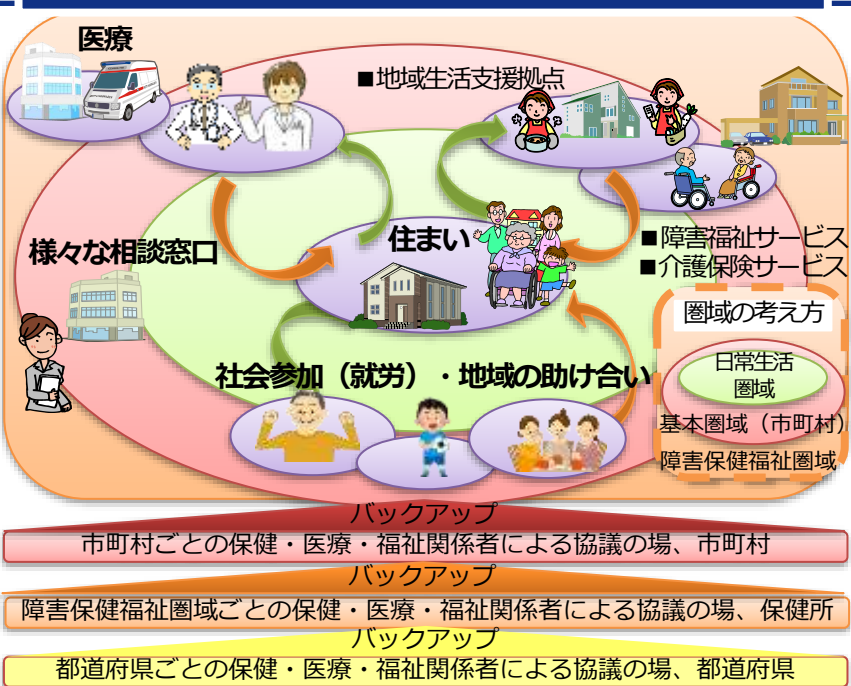 医療
■地域生活支援拠点
様々な相談窓口
住まい
■障害福祉サービス
■介護保険サービス
圏域の考え方
日常生活
圏域
基本圏域（市町村）
障害保健福祉圏域
社会参加（就労）・地域の助け合い
バックアップ
市町村ごとの保健・医療・福祉関係者による協議の場、市町村
バックアップ
障害保健福祉圏域ごとの保健・医療・福祉関係者による協議の場、保健所
バックアップ
都道府県ごとの保健・医療・福祉関係者による協議の場、都道府県